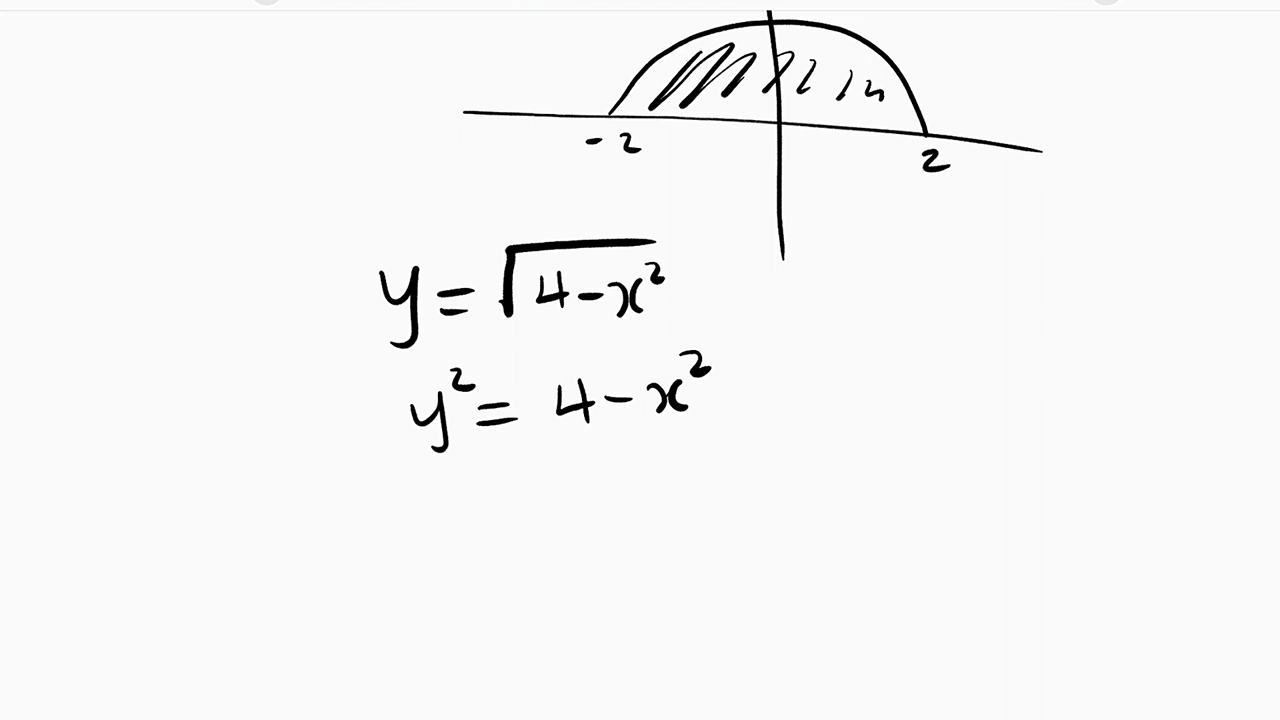 -2 2
y = √4-x²
y² = 4-x²